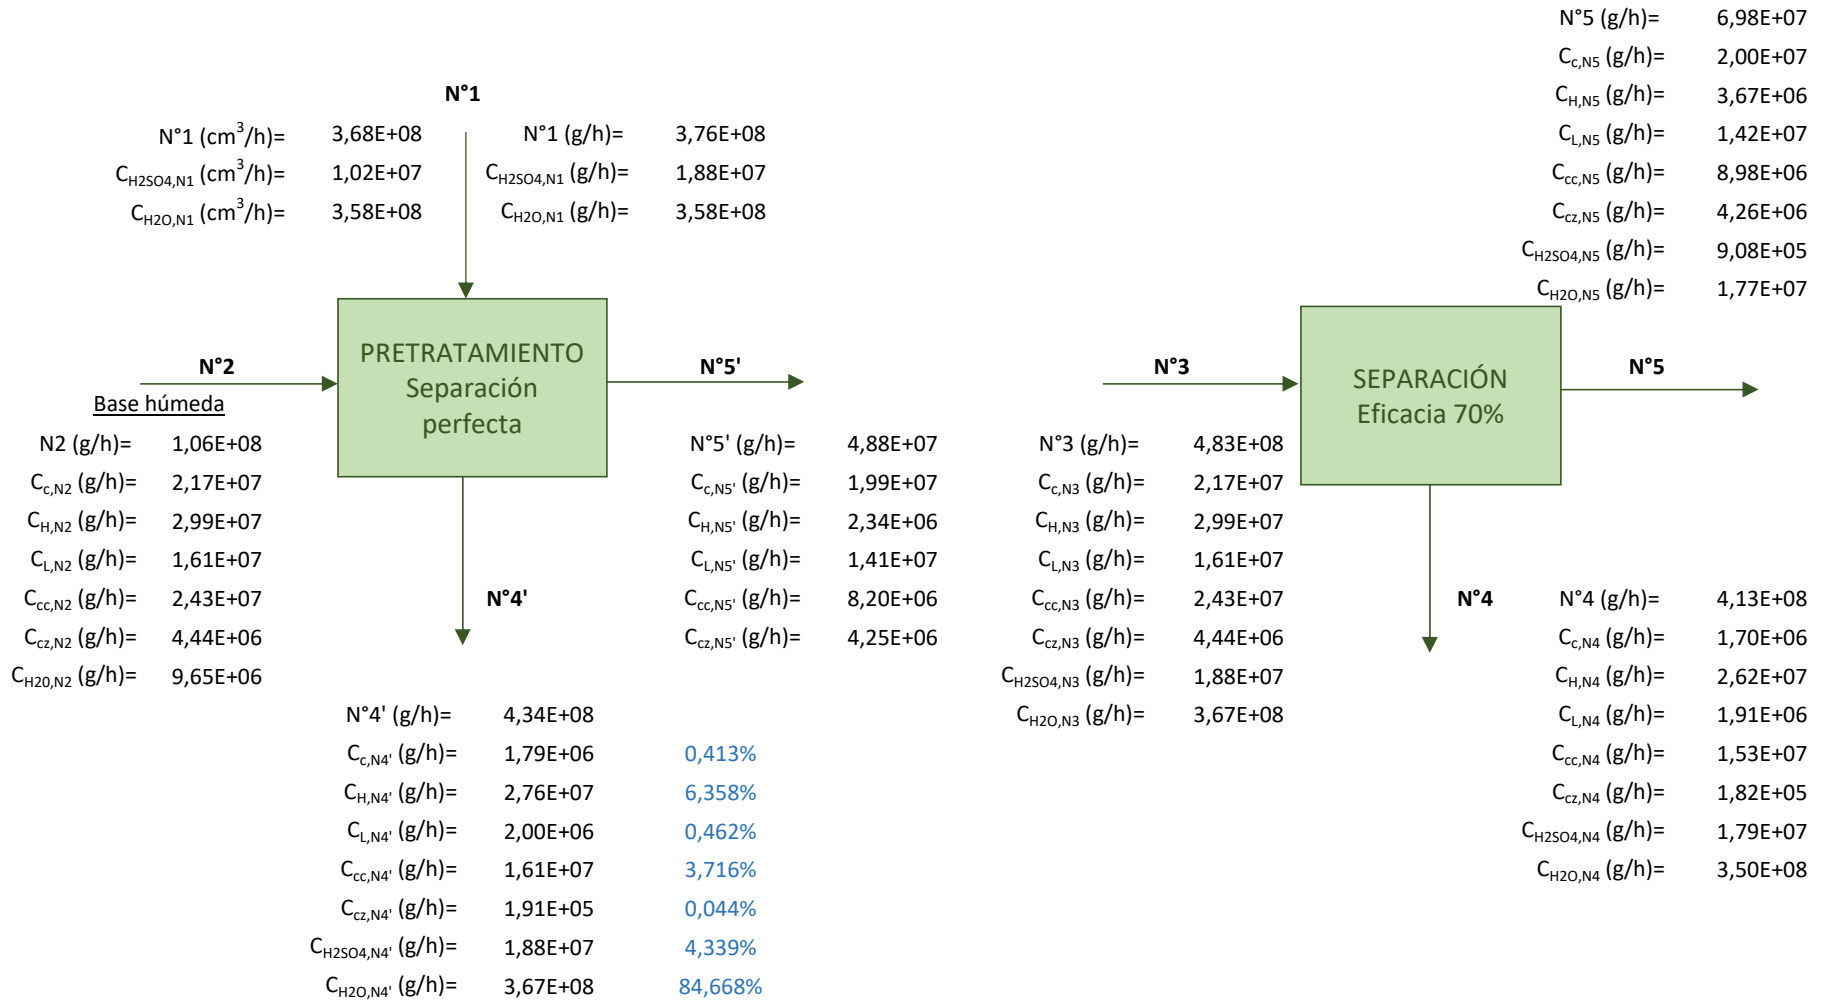 N°1
N°1 (cm3/h)= 3,68E+08 N°1 (g/h)= 3,76E+08
CH2SO4,N1 (cm3/h)= 1,02E+07 CH2SO4,N1 (g/h)= 1,88E+07
CH2O,N1 (cm3/h)= 3,58E+08 CH2O,N1 (g/h)= 3,58E+08
PRETRATAMIENTO
Separación
perfecta
N°2
Base húmeda
N2 (g/h)= 1,06E+08
Cc,N2 (g/h)= 2,17E+07
CH,N2 (g/h)= 2,99E+07
CL,N2 (g/h)= 1,61E+07
Ccc,N2 (g/h)= 2,43E+07
Ccz,N2 (g/h)= 4,44E+06
CH20,N2 (g/h)= 9,65E+06
N°5'
N°5' (g/h)= 4,88E+07
Cc,N5' (g/h)= 1,99E+07
CH,N5' (g/h)= 2,34E+06
CL,N5' (g/h)= 1,41E+07
Ccc,N5' (g/h)= 8,20E+06
Ccz,N5' (g/h)= 4,25E+06
N°4'
N°4' (g/h)= 4,34E+08
Cc,N4' (g/h)= 1,79E+06 0,413%
CH,N4' (g/h)= 2,76E+07 6,358%
CL,N4' (g/h)= 2,00E+06 0,462%
Ccc,N4' (g/h)= 1,61E+07 3,716%
Ccz,N4' (g/h)= 1,91E+05 0,044%
CH2SO4,N4' (g/h)= 1,88E+07 4,339%
CH2O,N4' (g/h)= 3,67E+08 84,668%
N°5 (g/h)= 6,98E+07
Cc,N5 (g/h)= 2,00E+07
CH,N5 (g/h)= 3,67E+06
CL,N5 (g/h)= 1,42E+07
Ccc,N5 (g/h)= 8,98E+06
Ccz,N5 (g/h)= 4,26E+06
CH2SO4,N5 (g/h)= 9,08E+05
CH2O,N5 (g/h)= 1,77E+07
SEPARACIÓN
Eficacia 70%
N°5
N°3
N°3 (g/h)= 4,83E+08
Cc,N3 (g/h)= 2,17E+07
CH,N3 (g/h)= 2,99E+07
CL,N3 (g/h)= 1,61E+07
Ccc,N3 (g/h)= 2,43E+07
Ccz,N3 (g/h)= 4,44E+06
CH2SO4,N3 (g/h)= 1,88E+07
CH2O,N3 (g/h)= 3,67E+08
N°4
N°4 (g/h)= 4,13E+08
Cc,N4 (g/h)= 1,70E+06
CH,N4 (g/h)= 2,62E+07
CL,N4 (g/h)= 1,91E+06
Ccc,N4 (g/h)= 1,53E+07
Ccz,N4 (g/h)= 1,82E+05
CH2SO4,N4 (g/h)= 1,79E+07
CH2O,N4 (g/h)= 3,50E+08